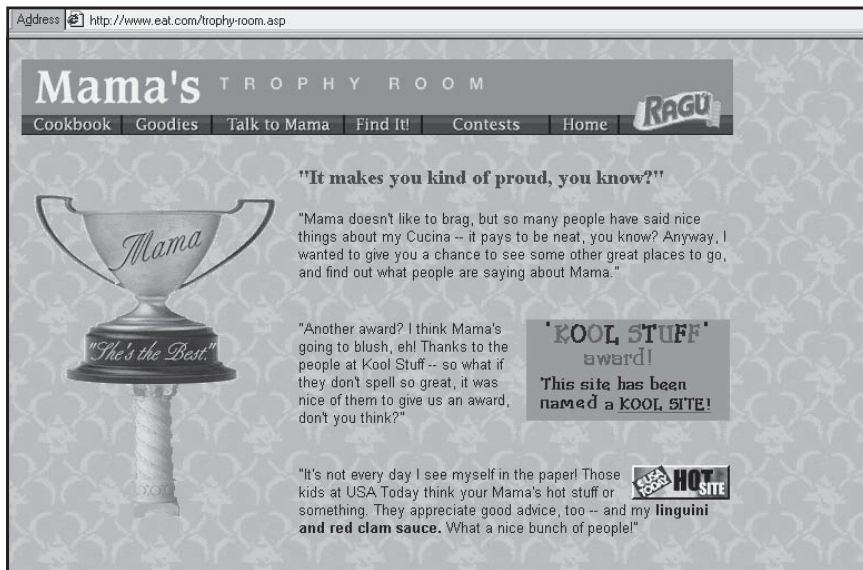 Address http://www.eat.com/trophy-room.asp
Mama's TROPHY ROOM
RAGÚ
Cookbook Goodies Talk to Mama Find It! Contests Home
"It makes you kind of proud, you know?"
"Mama doesn't like to brag, but so many people have said nice
things about my Cucina -- it pays to be neat, you know? Anyway, I
wanted to give you a chance to see some other great places to go,
and find out what people are saying about Mama."
Mama
"She's the Best."
"Another award? I think Mama's
going to blush, eh! Thanks to the
people at Kool Stuff -- so what if
they don't spell so great, it was
nice of them to give us an award,
don't you think?"
"KOOL STUFF"
award!
This site has been
named a KOOL SITE!
"It's not every day I see myself in the paper! Those
kids at USA Today think your Mama's hot stuff or
something. They appreciate good advice, too -- and my linguini
and red clam sauce. What a nice bunch of people!"
USA
TODAY
HOT
SITE